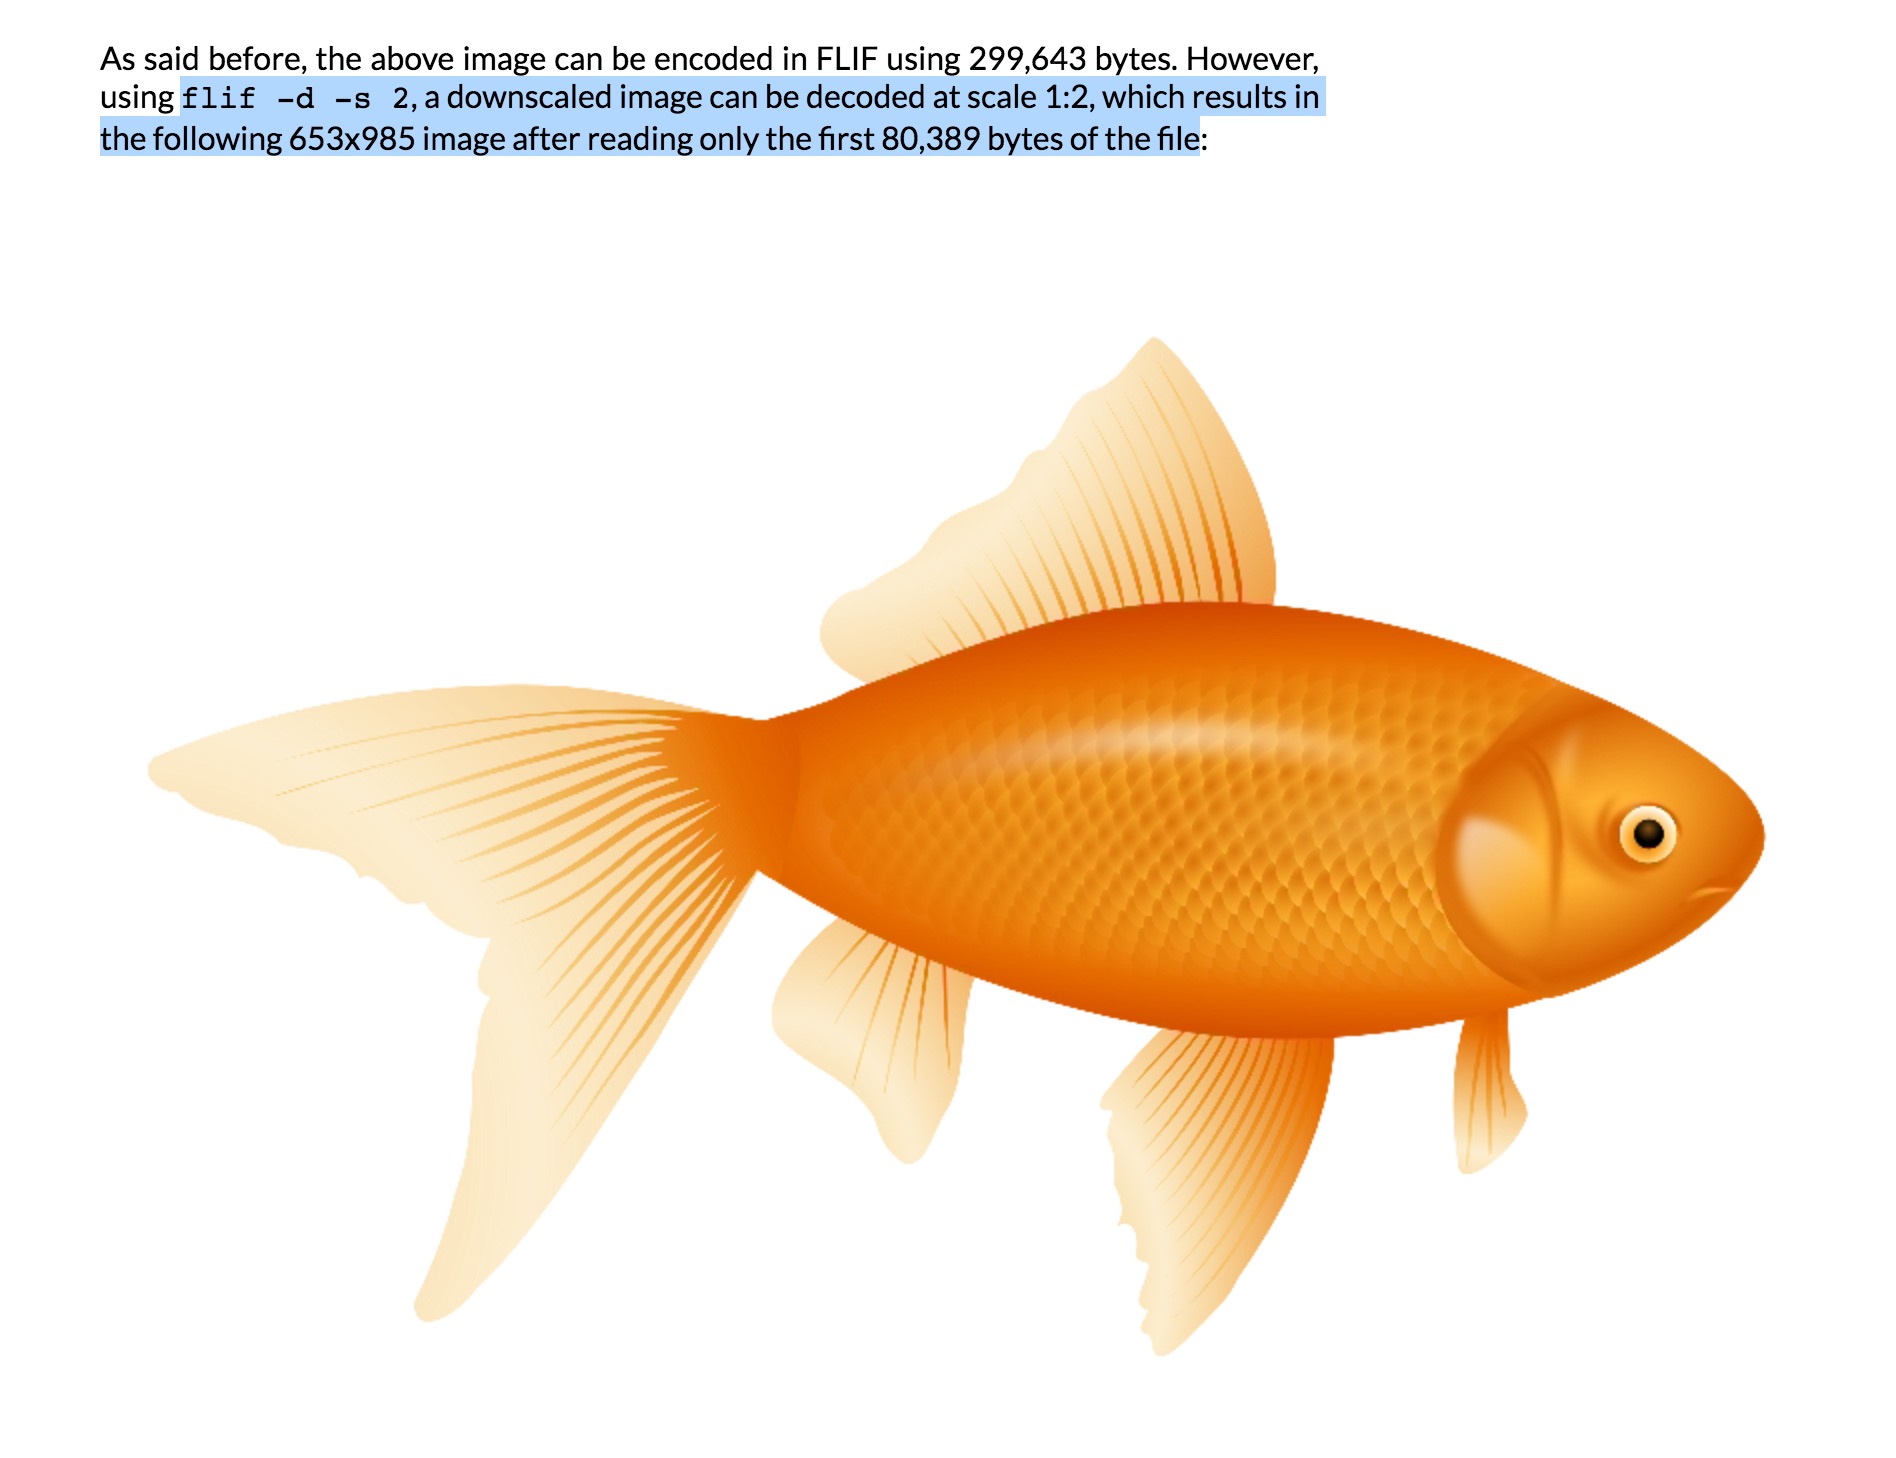 As said before, the above image can be encoded in FLIF using 299,643 bytes. However,
using flif -d -s 2, a downscaled image can be decoded at scale 1:2, which results in
the following 653x985 image after reading only the first 80,389 bytes of the file: